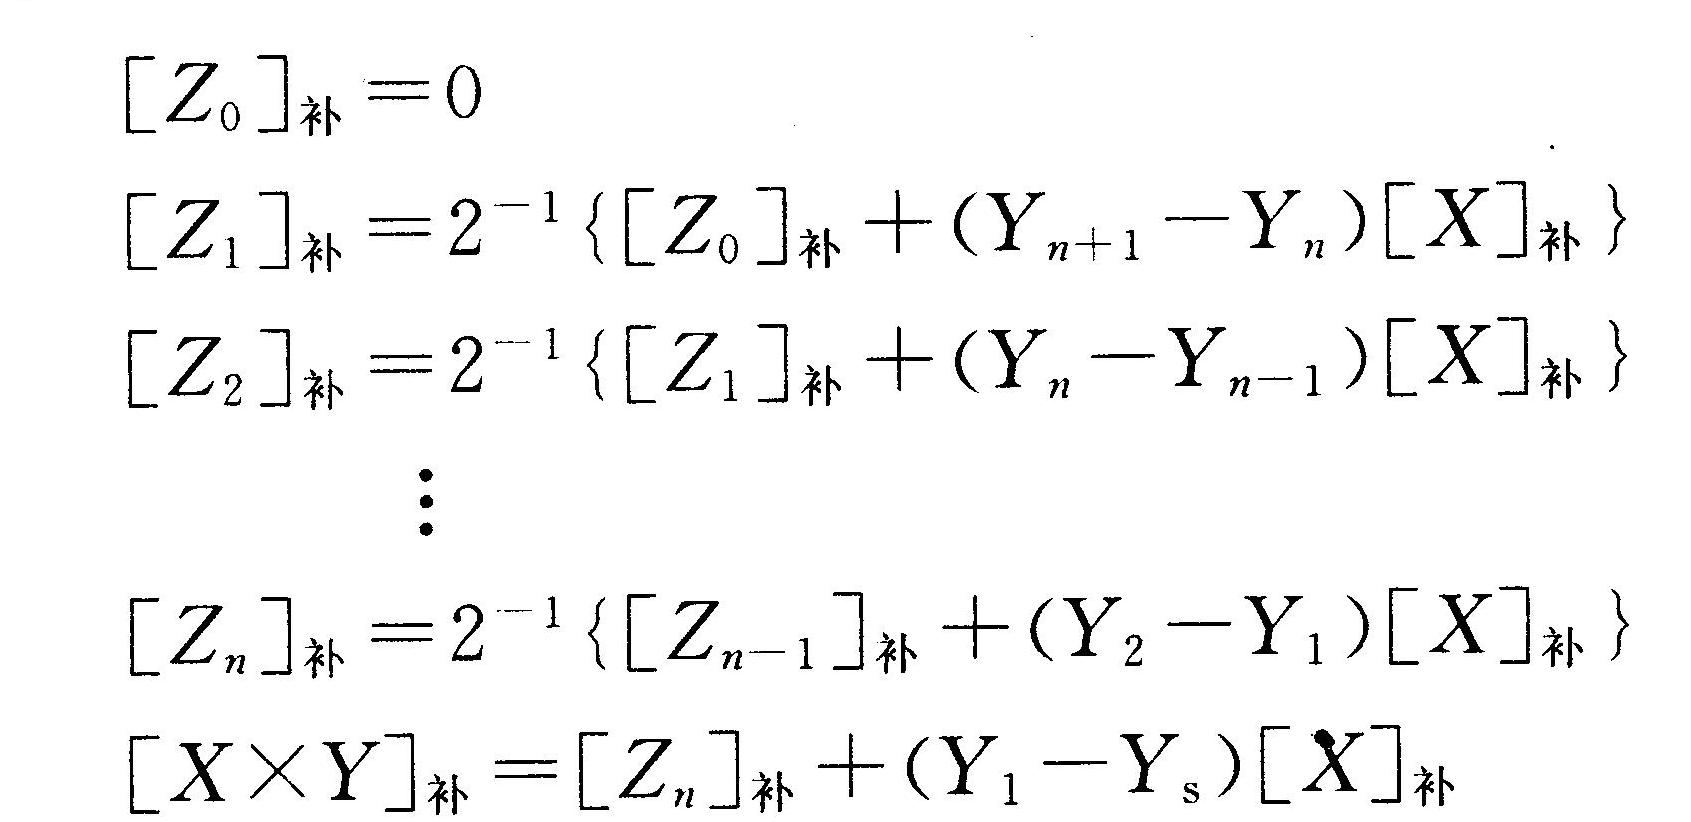 [Z₀]补=0
[Z₁]补=2⁻¹{[Z₀]补+(Yₙ₊₁-Yₙ)[X]补}
[Z₂]补=2⁻¹{[Z₁]补+(Yₙ-Yₙ₋₁)[X]补}
⋮
[Zₙ]补=2⁻¹{[Zₙ₋₁]补+(Y₂-Y₁)[X]补}
[X×Y]补=[Zₙ]补+(Y₁-Yₛ)[X]补